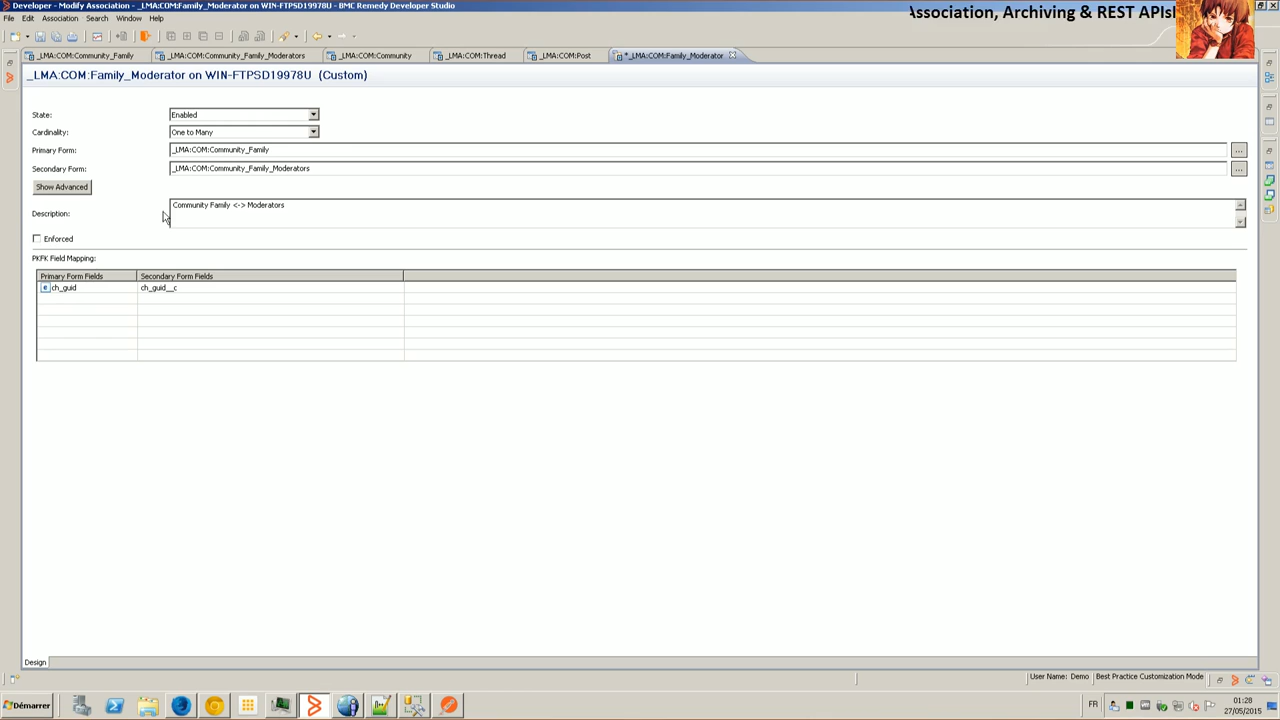 Developer - Modify Association - _LMA:COM:Family_Moderator on WIN-FTPSD19978U - BMC Remedy Developer Studio
File Edit Association Search Window Help
Association, Archiving & REST APIs
_LMA:COM:Community_Family _LMA:COM:Community_Family_Moderators _LMA:COM:Community _LMA:COM:Thread _LMA:COM:Post *_LMA:COM:Family_Moderator
_LMA:COM:Family_Moderator on WIN-FTPSD19978U (Custom)
State: Enabled
Cardinality: One to Many
Primary Form: _LMA:COM:Community_Family ...
Secondary Form: _LMA:COM:Community_Family_Moderators ...
Show Advanced
Description: Community Family <-> Moderators
Enforced
PKFK Field Mapping:
Primary Form Fields Secondary Form Fields
ch_guid ch_guid__c
Design
User Name: Demo Best Practice Customization Mode
Démarrer FR 01:28
27/05/2015